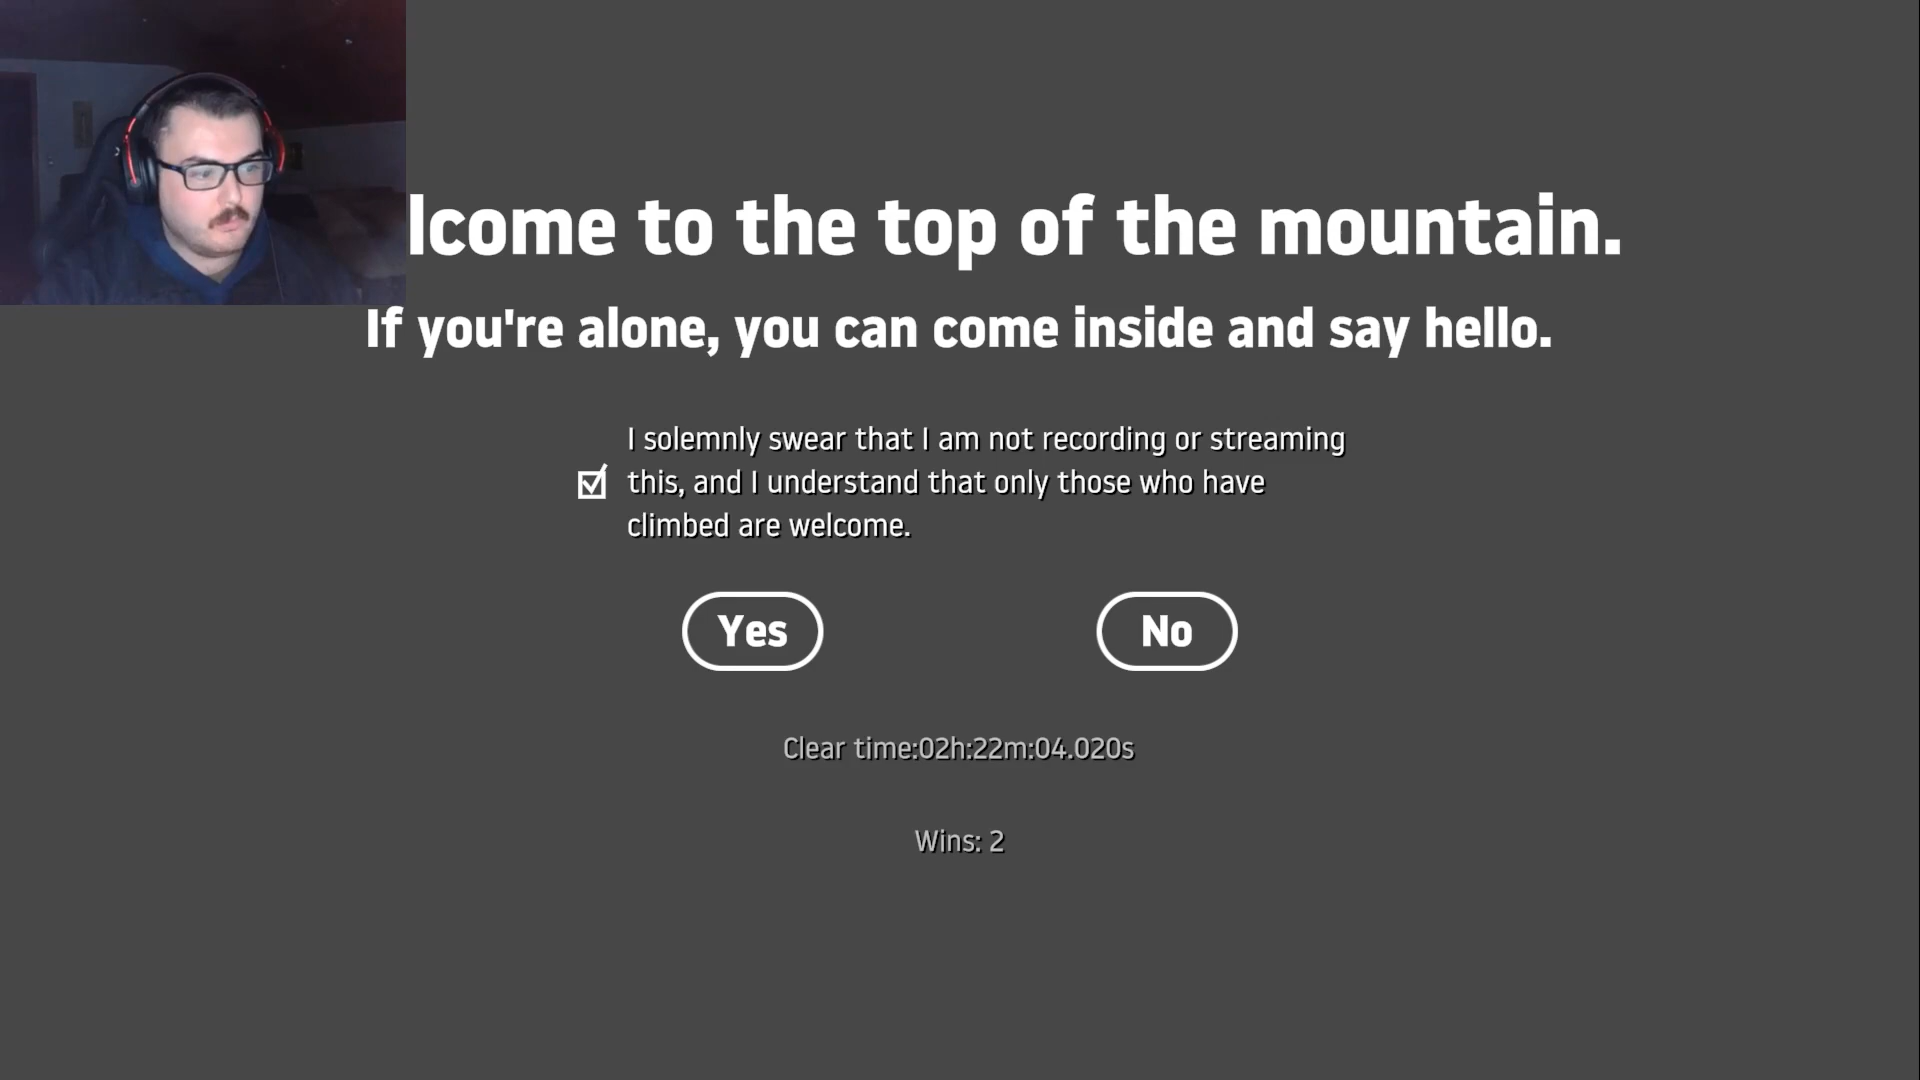 lcome to the top of the mountain.
If you're alone, you can come inside and say hello.
I solemnly swear that I am not recording or streaming
this, and I understand that only those who have
climbed are welcome.
Yes
No
Clear time:02h:22m:04.020s
Wins: 2